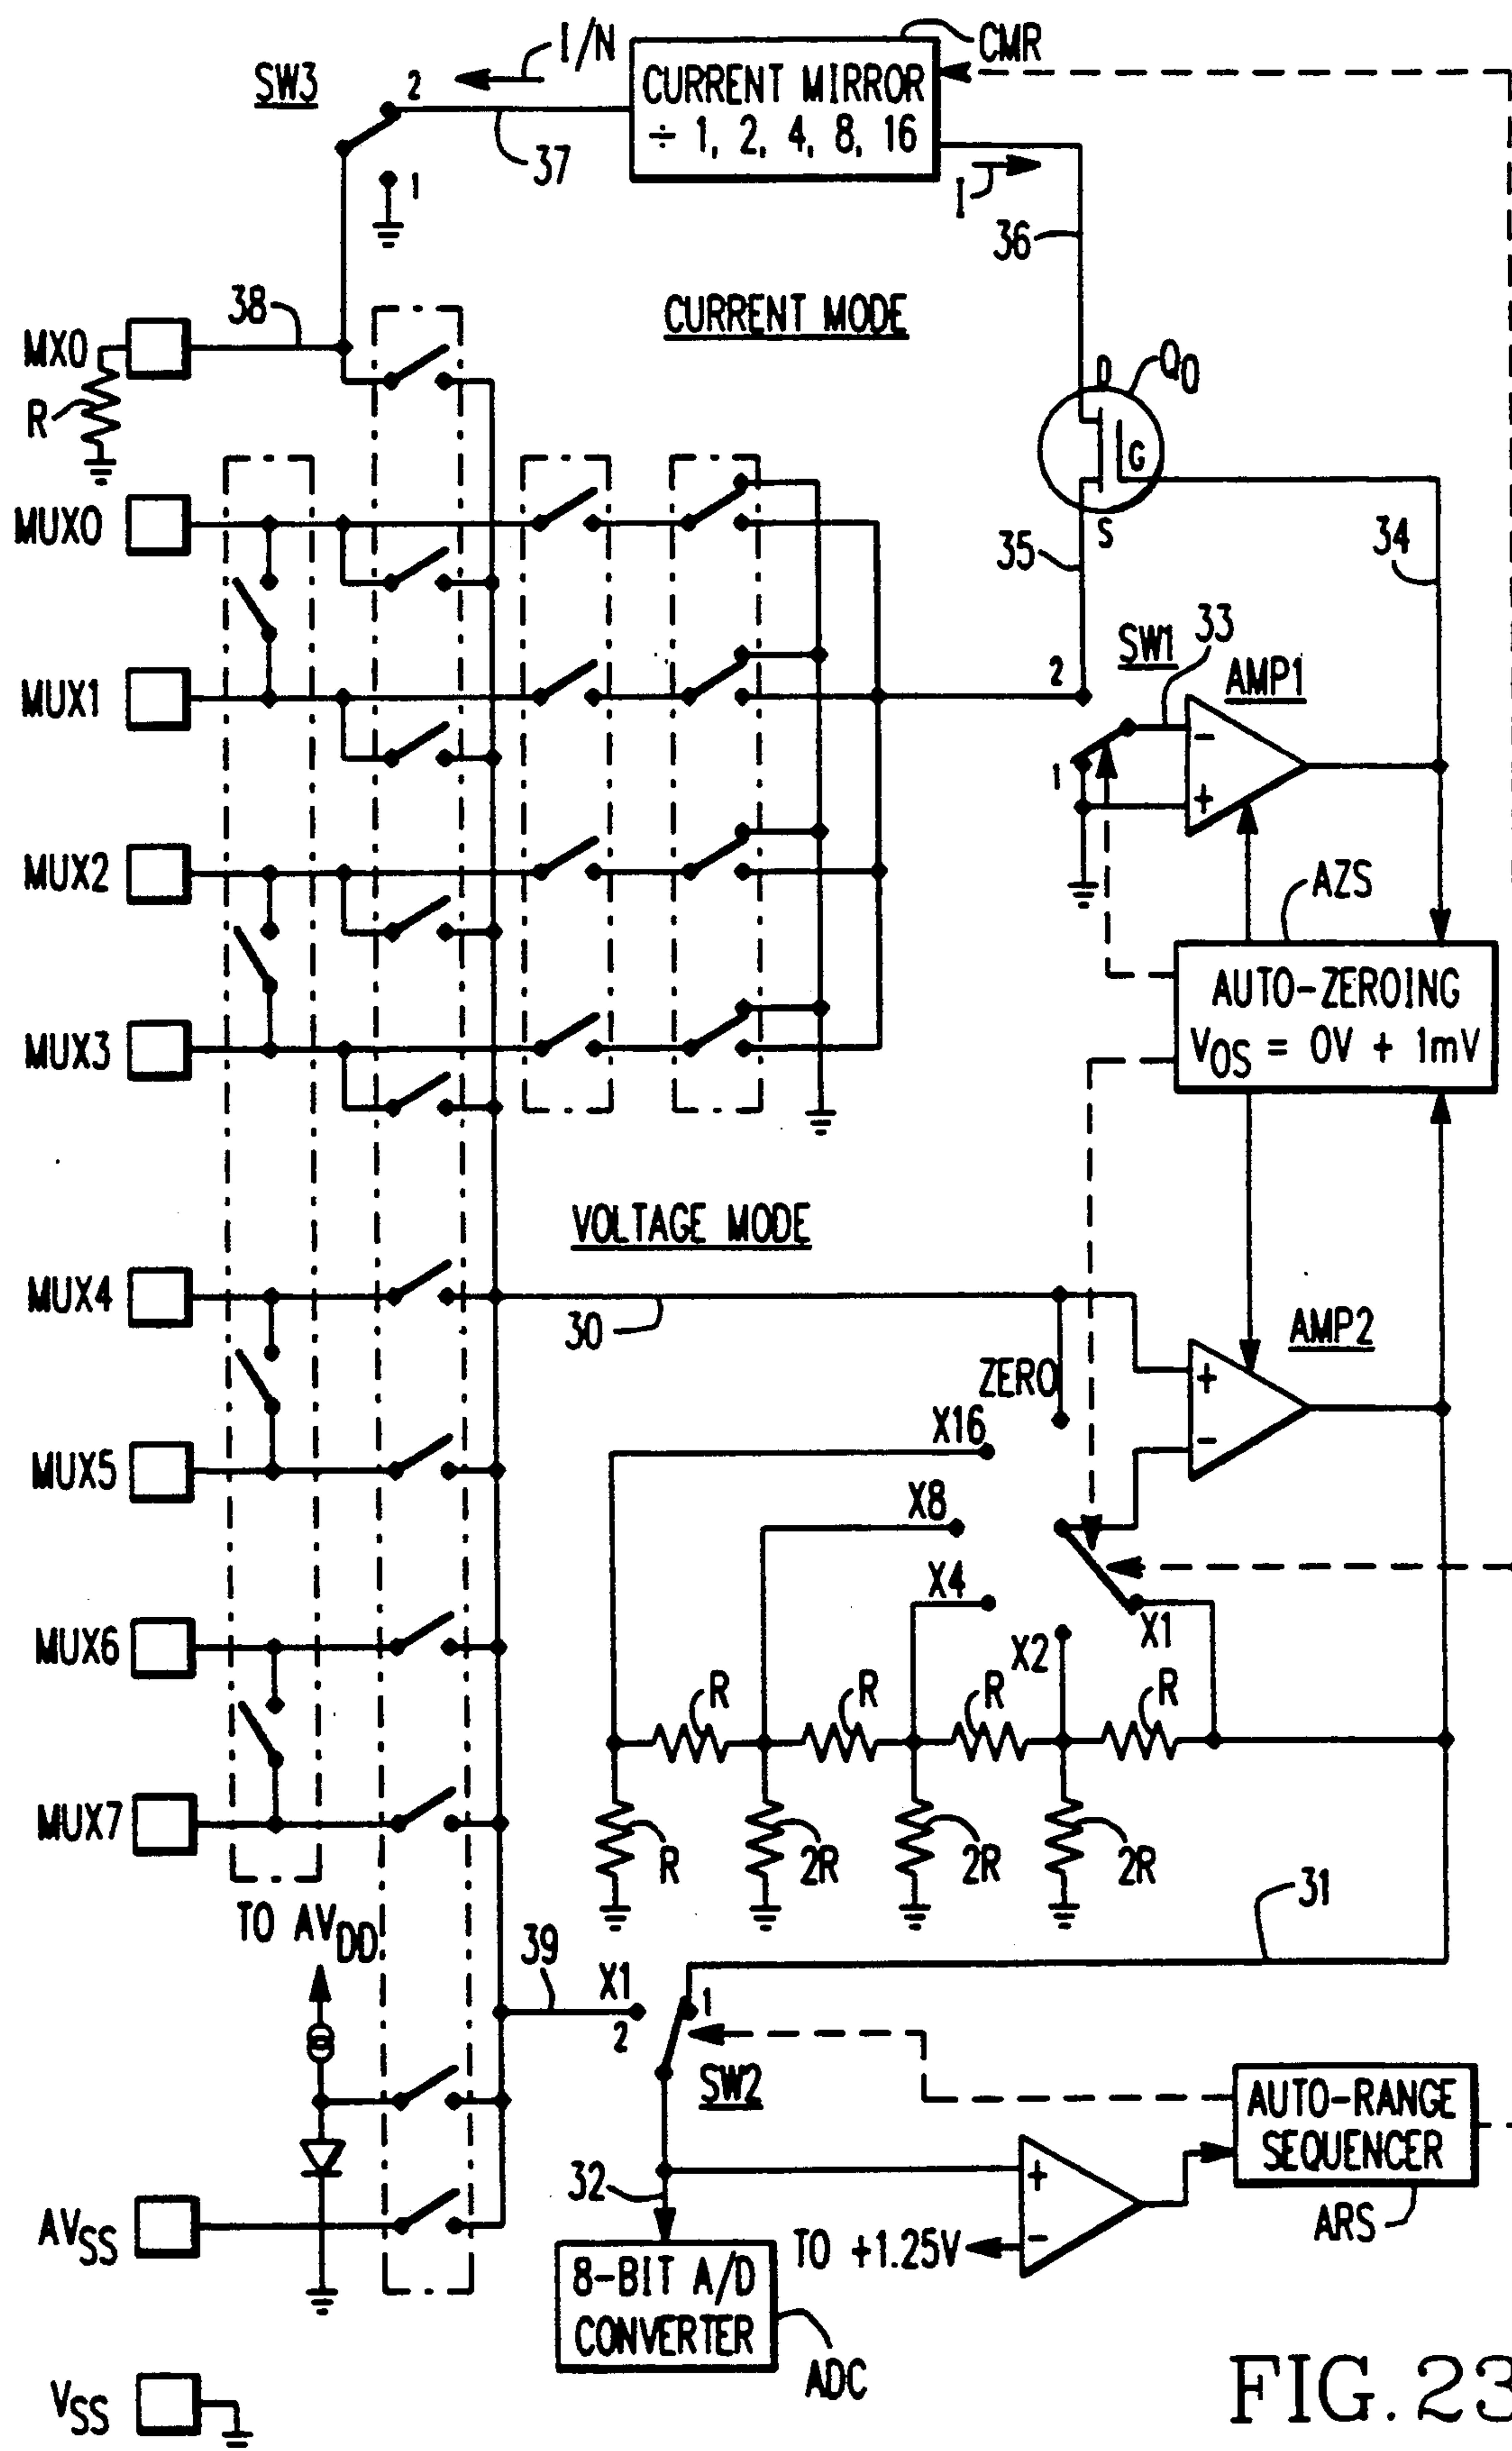 SW3
2
I/N
CMR
CURRENT MIRROR
÷ 1, 2, 4, 8, 16
37
1
I
36
38
CURRENT MODE
MX0
R
D
Q0
G
S
MUX0
35
34
SW1
33
2
AMP1
MUX1
-
1
+
MUX2
AZS
AUTO-ZEROING
VOS = 0V + 1mV
MUX3
VOLTAGE MODE
MUX4
30
AMP2
ZERO
+
X16
-
MUX5
X8
X4
X1
MUX6
X2
R
R
R
R
MUX7
R
2R
2R
2R
TO AVDD
31
39
X1
1
2
SW2
AUTO-RANGE
SEQUENCER
32
+
AVSS
TO +1.25V
-
ARS
8-BIT A/D
CONVERTER
ADC
VSS
FIG. 23